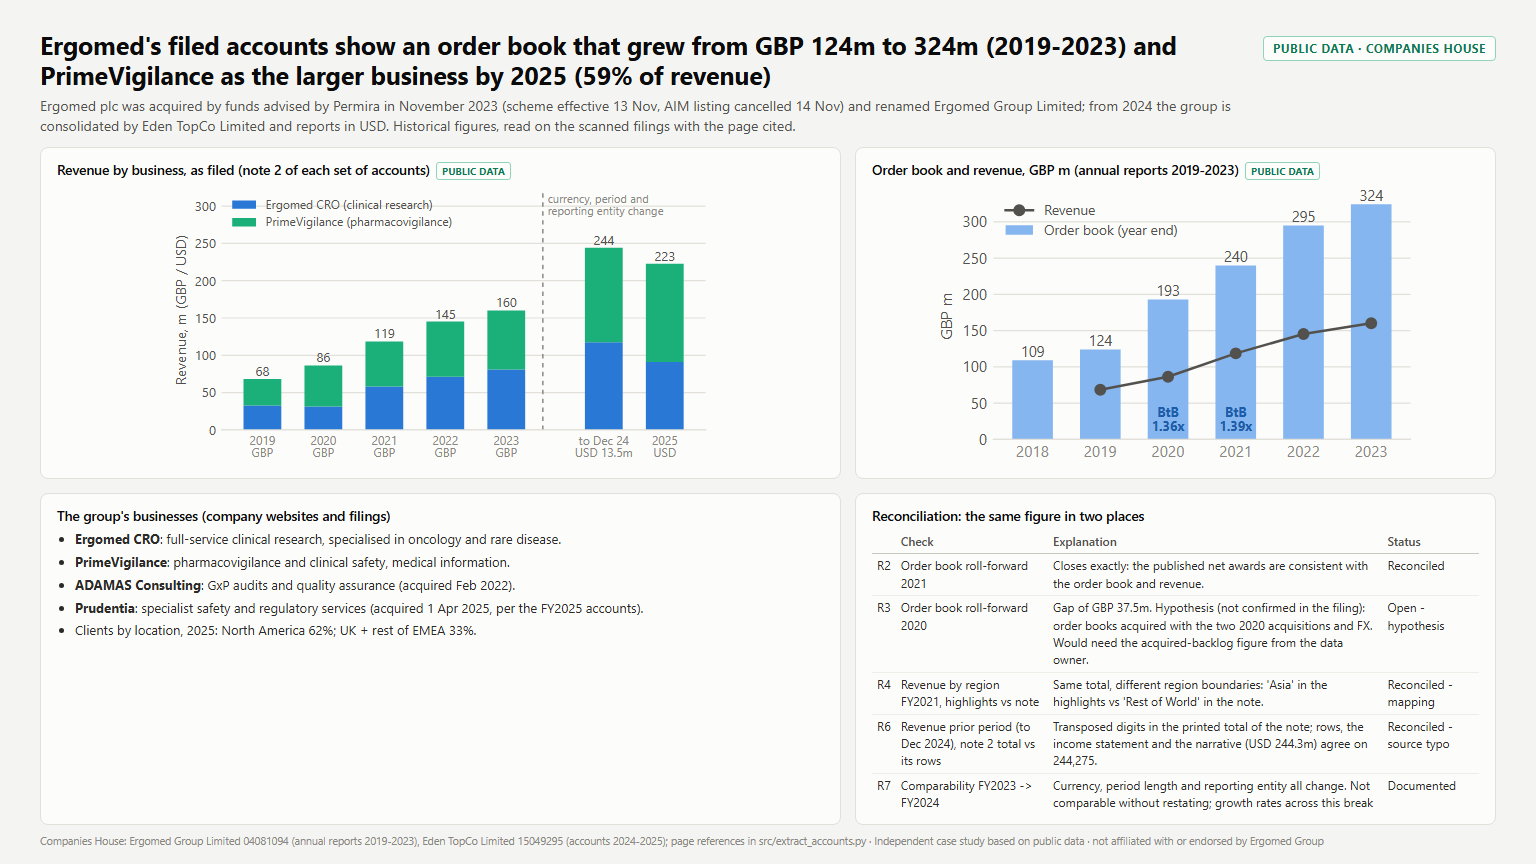 Ergomed's filed accounts show an order book that grew from GBP 124m to 324m (2019-2023) and
PrimeVigilance as the larger business by 2025 (59% of revenue)
PUBLIC DATA · COMPANIES HOUSE
Ergomed plc was acquired by funds advised by Permira in November 2023 (scheme effective 13 Nov, AIM listing cancelled 14 Nov) and renamed Ergomed Group Limited; from 2024 the group is
consolidated by Eden TopCo Limited and reports in USD. Historical figures, read on the scanned filings with the page cited.
Revenue by business, as filed (note 2 of each set of accounts)
PUBLIC DATA
Ergomed CRO (clinical research)
PrimeVigilance (pharmacovigilance)
currency, period and
reporting entity change
Revenue, m (GBP / USD)
300
250
200
150
100
50
0
68
86
119
145
160
244
223
2019
GBP
2020
GBP
2021
GBP
2022
GBP
2023
GBP
to Dec 24
USD 13.5m
2025
USD
Order book and revenue, GBP m (annual reports 2019-2023)
PUBLIC DATA
Revenue
Order book (year end)
GBP m
300
250
200
150
100
50
0
109
124
193
240
295
324
BtB
1.36x
BtB
1.39x
2018
2019
2020
2021
2022
2023
The group's businesses (company websites and filings)
• Ergomed CRO: full-service clinical research, specialised in oncology and rare disease.
• PrimeVigilance: pharmacovigilance and clinical safety, medical information.
• ADAMAS Consulting: GxP audits and quality assurance (acquired Feb 2022).
• Prudentia: specialist safety and regulatory services (acquired 1 Apr 2025, per the FY2025 accounts).
• Clients by location, 2025: North America 62%; UK + rest of EMEA 33%.
Reconciliation: the same figure in two places
Check Explanation Status
R2 Order book roll-forward
2021
Closes exactly: the published net awards are consistent with
the order book and revenue.
Reconciled
R3 Order book roll-forward
2020
Gap of GBP 37.5m. Hypothesis (not confirmed in the filing):
order books acquired with the two 2020 acquisitions and FX.
Would need the acquired-backlog figure from the data
owner.
Open -
hypothesis
R4 Revenue by region
FY2021, highlights vs note
Same total, different region boundaries: 'Asia' in the
highlights vs 'Rest of World' in the note.
Reconciled -
mapping
R6 Revenue prior period (to
Dec 2024), note 2 total vs
its rows
Transposed digits in the printed total of the note; rows, the
income statement and the narrative (USD 244.3m) agree on
244,275.
Reconciled -
source typo
R7 Comparability FY2023 ->
FY2024
Currency, period length and reporting entity all change. Not
comparable without restating; growth rates across this break
Documented
Companies House: Ergomed Group Limited 04081094 (annual reports 2019-2023), Eden TopCo Limited 15049295 (accounts 2024-2025); page references in src/extract_accounts.py · Independent case study based on public data · not affiliated with or endorsed by Ergomed Group